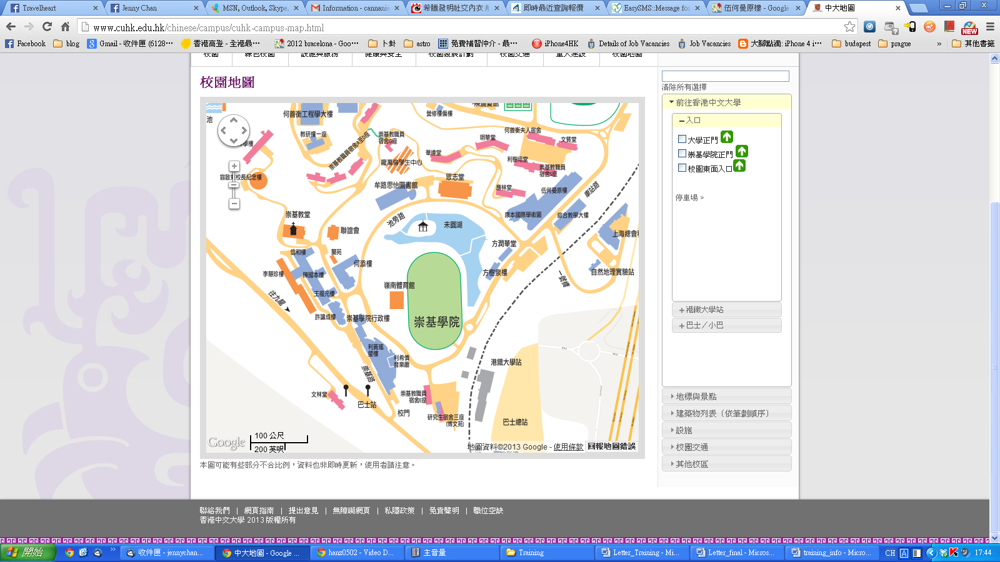 Travelheart
Jenny Chan
MSN, Outlook, Skype,
Information - cannania
希臘發明社交內衣
即時最近查詢報價
EasySMS::Message for
伍何曼原樓 - Google
中大地圖
www.cuhk.edu.hk/chinese/campus/cuhk-campus-map.html
Facebook
blog
Gmail - 收件匣 (6128…
香港高登 - 全港最…
2012 bracelona - Goo…
卜卦
astro
免費補習仲介 - 最…
iPhone4HK
Details of Job Vacancies
Job Vacancies
大腳點滴: iPhone 4 i…
budapest
prague
»
其他書籤
NEW
校園
綠色校園
設施與服務
健康與安全
校園發展計劃
校園交通
重大建設
校園地圖
校園地圖
清除所有選擇
前往香港中文大學
入口
大學正門
崇基學院正門
校園東面入口
停車場 >
港鐵大學站
巴士／小巴
地標與景點
建築物列表（依筆劃順序）
設施
校園交通
其他校區
池
何善衡工程學大樓
教研樓一座
崇基教職員宿舍A至D座
崇基教職員
宿舍G座
龐萬倫學生中心
營修樓偏樓
明華堂
華連堂
何善衡夫人宿舍
文質堂
利樹培堂
崇基教職員
宿舍S座
容啟東校長紀念樓
牟路思怡圖書館
眾志堂
應林堂
伍何曼原樓
車站路
康本國際學術園
綜合教學大樓
上海總會
崇基教堂
聯誼會
池旁路
未圓湖
信和樓
蘭苑
何添樓
方潤華堂
方樹泉樓
一號橋
自然地理實驗站
李慧珍樓
陳國本樓
王福元樓
往九龍
嶺南體育館
許讓成樓
崇基學院行政樓
崇基學院
利黃瑤
璧樓
利希慎
音樂廳
港鐵大學站
崇基路
文林堂
巴士站
崇基教職員
宿舍E座
校門
研究生宿舍三座
(博文苑)
巴士總站
Google
100 公尺
200 英呎
地圖資料©2013 Google - 使用條款
回報地圖錯誤
本圖可能有些部分不合比例，資料也非即時更新，使用者請注意。
聯絡我們 | 網頁指南 | 提出意見 | 無障礙網頁 | 私隱政策 | 免責聲明 | 職位空缺
香港中文大學 2013 版權所有
開始
»
收件匣 - jennychan...
中大地圖 - Google ...
hanz0502 - Video D...
主音量
Training
Letter_Training - Mi...
Letter_final - Micros...
training_info - Micro...
CH
A
17:44